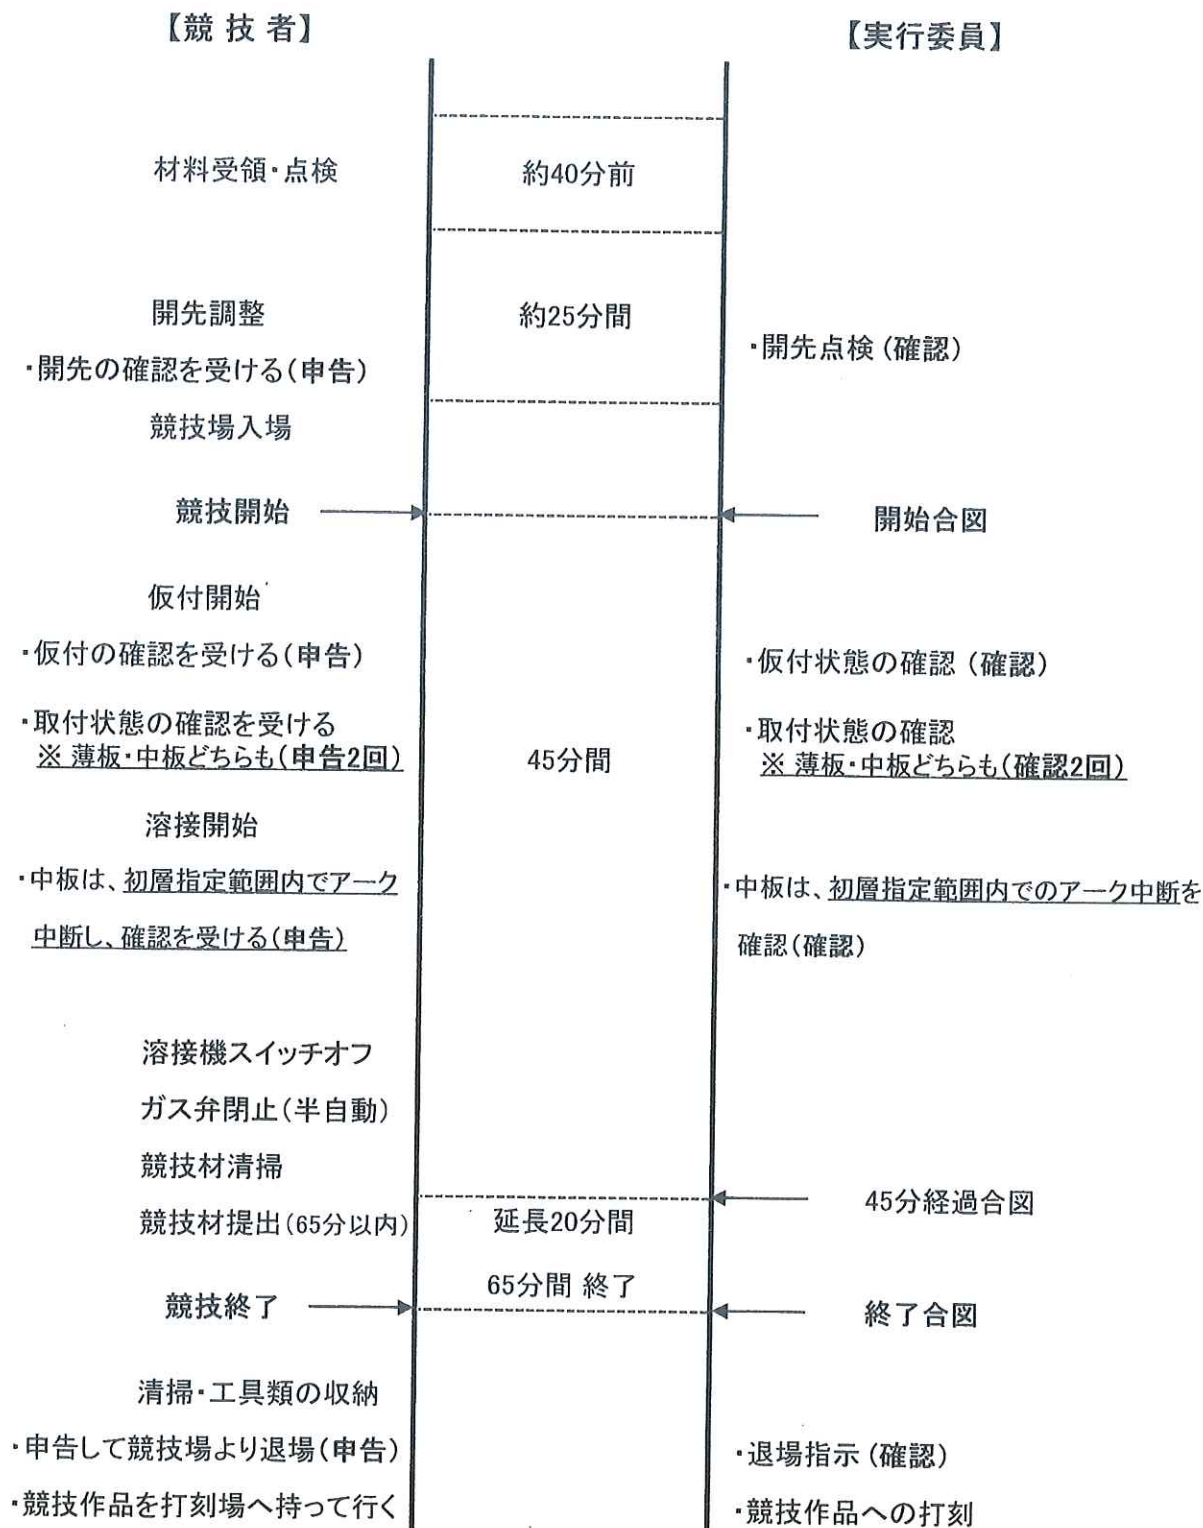 【競 技 者】
【実行委員】
材料受領・点検
約40分前
開先調整
約25分間
・開先の確認を受ける(申告)
・開先点検(確認)
競技場入場
競技開始
開始合図
仮付開始
・仮付の確認を受ける(申告)
・仮付状態の確認(確認)
・取付状態の確認を受ける
※ 薄板・中板どちらも(申告2回)
45分間
・取付状態の確認
※ 薄板・中板どちらも(確認2回)
溶接開始
・中板は、初層指定範囲内でアーク
中断し、確認を受ける(申告)
・中板は、初層指定範囲内でのアーク中断を
確認(確認)
溶接機スイッチオフ
ガス弁閉止(半自動)
競技材清掃
45分経過合図
競技材提出(65分以内)
延長20分間
65分間 終了
競技終了
終了合図
清掃・工具類の収納
・申告して競技場より退場(申告)
・退場指示(確認)
・競技作品を打刻場へ持って行く
・競技作品への打刻